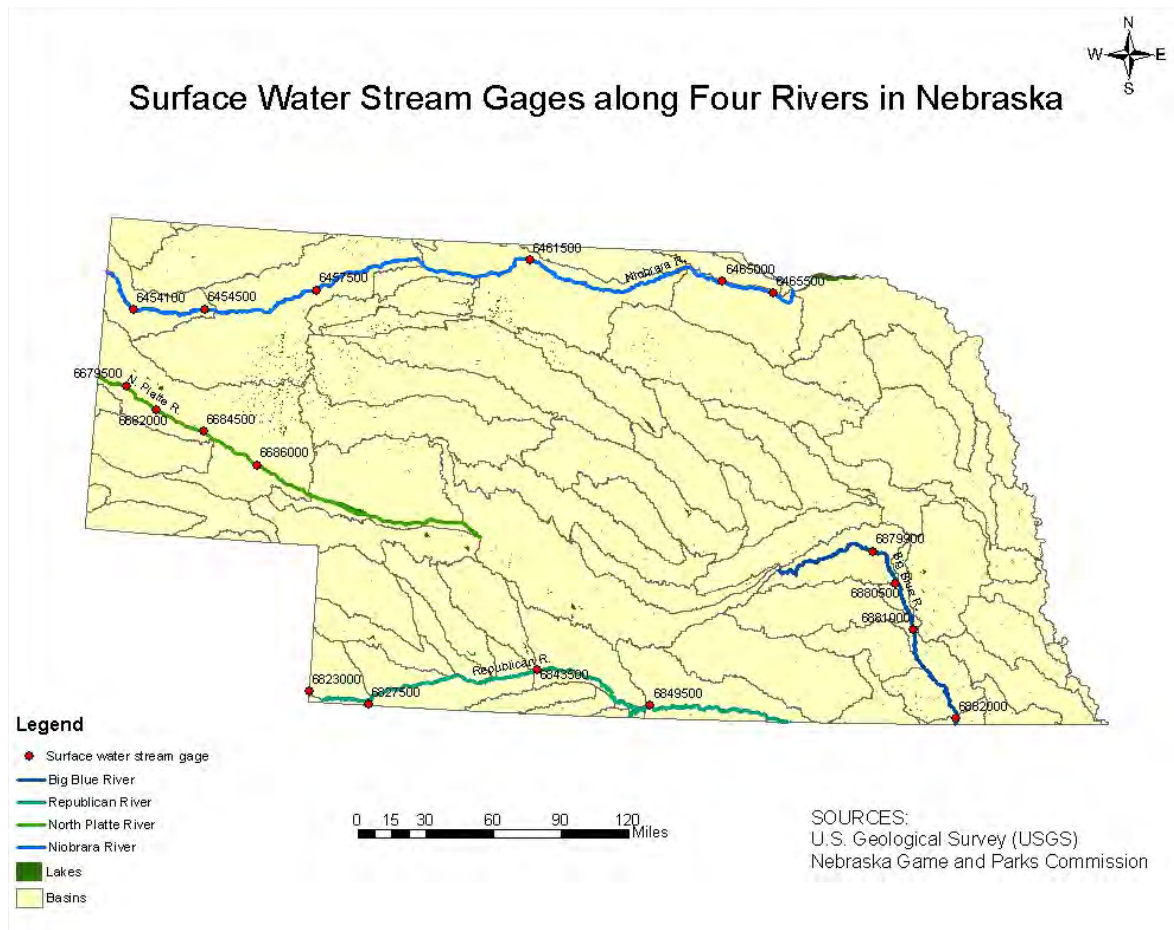 N
W E
S
Surface Water Stream Gages along Four Rivers in Nebraska
6461500
Niobrara R.
6465000
6465500
6457500
6454100
6454500
6679500
N. Platte R.
6682000
6684500
6686000
6879900
Big Blue R.
6880500
6881000
Republican R.
6843500
6823000
6827500
6849500
6882000
Legend
Surface water stream gage
Big Blue River
Republican River
North Platte River
Niobrara River
Lakes
Basins
0 15 30 60 90 120
Miles
SOURCES:
U.S. Geological Survey (USGS)
Nebraska Game and Parks Commission